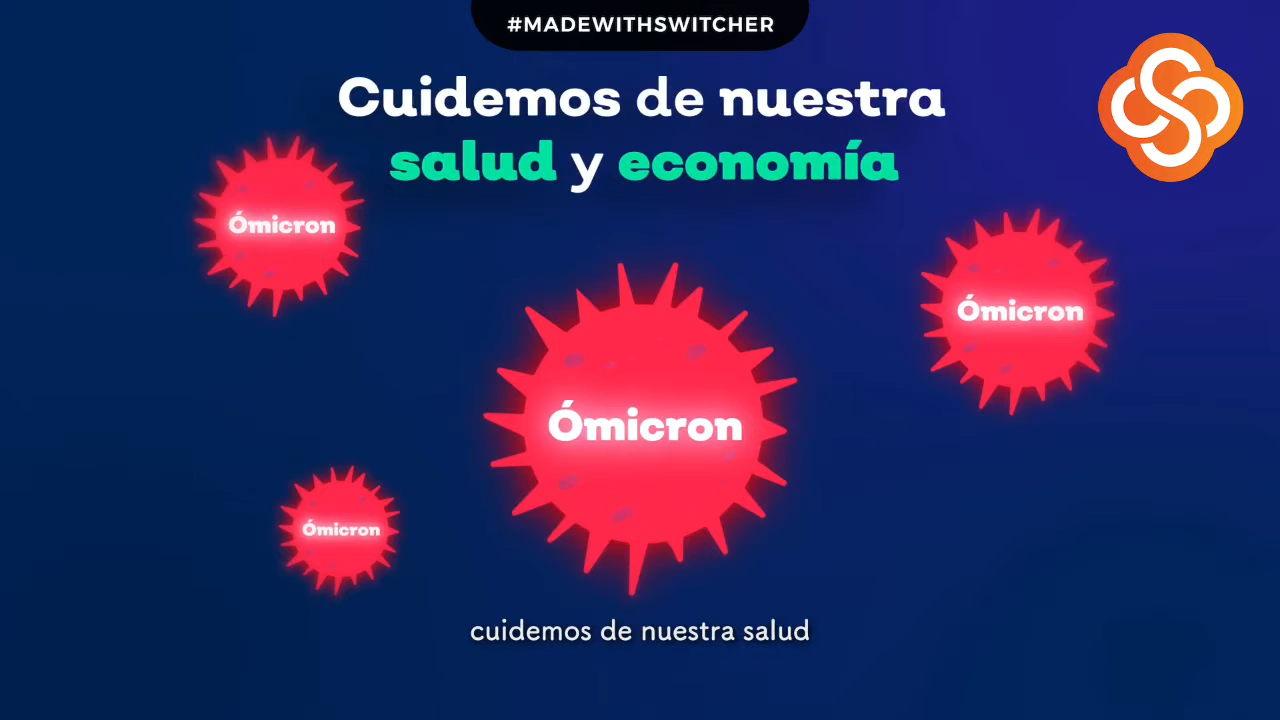 #MADEWITHSWITCHER
Cuidemos de nuestra
salud y economía
Ómicron
Ómicron
Ómicron
Ómicron
cuidemos de nuestra salud